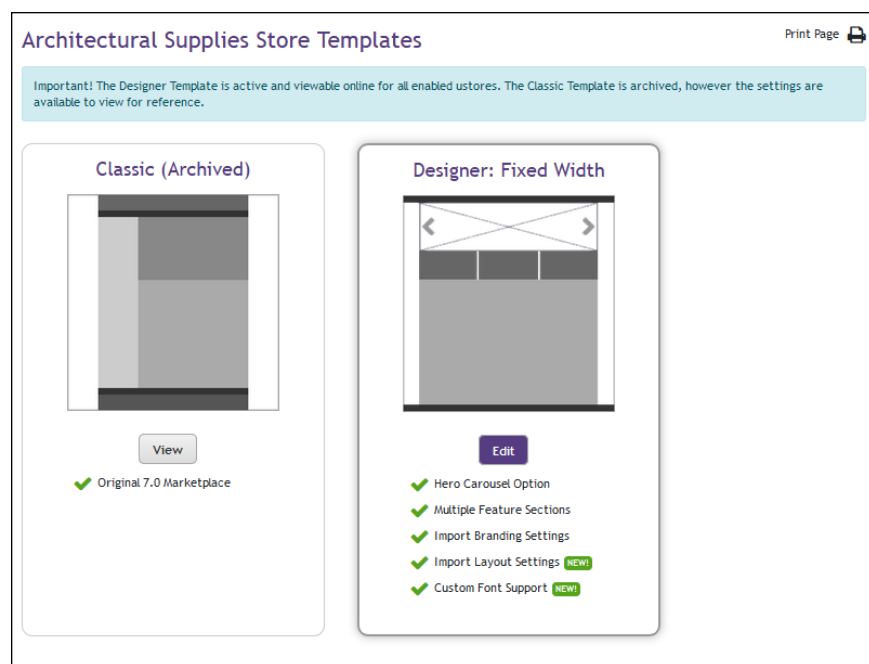 Architectural Supplies Store Templates
Print Page
Important! The Designer Template is active and viewable online for all enabled ustores. The Classic Template is archived, however the settings are
available to view for reference.
Classic (Archived)
View
Original 7.0 Marketplace
Designer: Fixed Width
Edit
Hero Carousel Option
Multiple Feature Sections
Import Branding Settings
Import Layout Settings NEW!
Custom Font Support NEW!